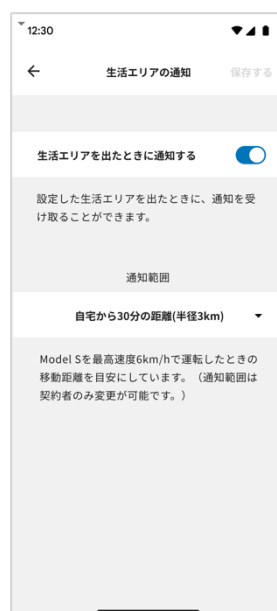 12:30
生活エリアの通知 保存する
生活エリアを出たときに通知する
設定した生活エリアを出たときに、通知を受
け取ることができます。
通知範囲
自宅から30分の距離(半径3km)
Model Sを最高速度6km/hで運転したときの
移動距離を目安にしています。（通知範囲は
契約者のみ変更が可能です。）